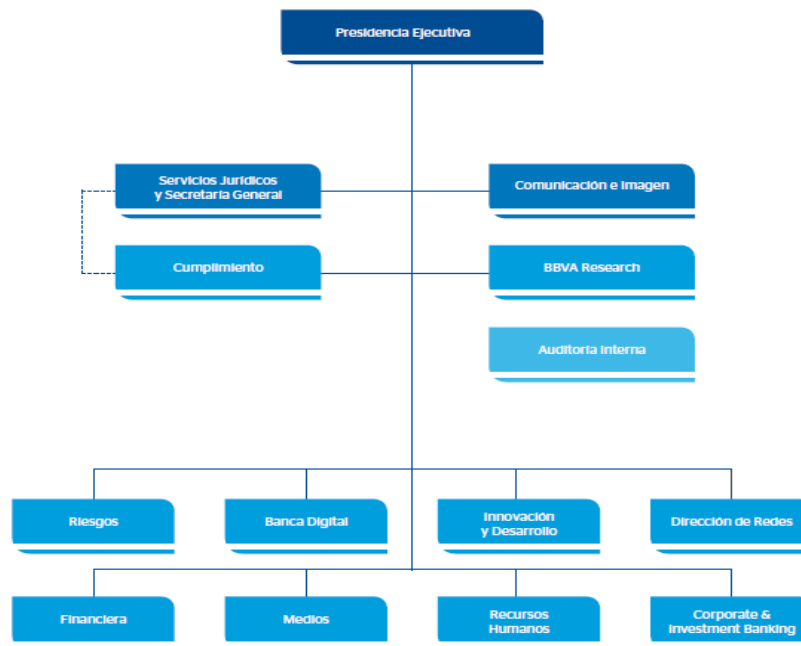 Presidencia Ejecutiva
Servicios Jurídicos
y Secretaría General
Comunicación e Imagen
Cumplimiento
BBVA Research
Auditoría Interna
Riesgos
Banca Digital
Innovación
y Desarrollo
Dirección de Redes
Financiera
Medios
Recursos
Humanos
Corporate &
Investment Banking